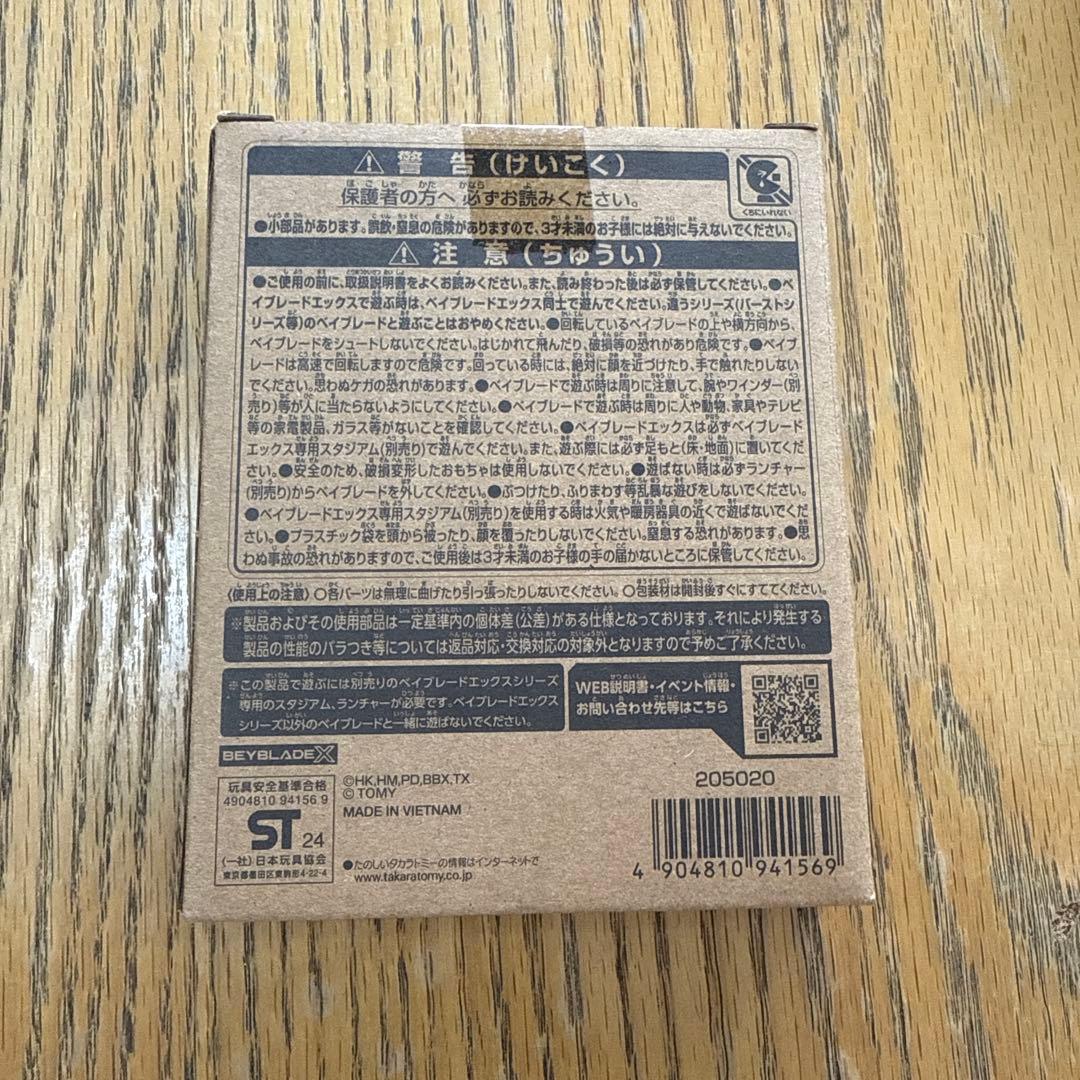 ⚠警 告(けいこく)
保護者の方へ 必ずお読みください。
くちにいれない
●小部品があります。誤飲・窒息の危険がありますので、3才未満のお子様には絶対に与えないでください。
⚠注 意(ちゅうい)
●ご使用の前に、取扱説明書をよくお読みください。また、読み終わった後は必ず保管してください。●ベ
イブレードエックスで遊ぶ時は、ベイブレードエックス同士で遊んでください。違うシリーズ(バーストシ
リーズ等)のベイブレードと遊ぶことはおやめください。●回転しているベイブレードの上や横方向から、
ベイブレードをシュートしないでください。はじかれて飛んだり、破損等の恐れがあり危険です。●ベイブ
レードは高速で回転しますので危険です。回っている時には、絶対に顔を近づけたり、手で触れたりしない
でください。思わぬケガの恐れがあります。●ベイブレードで遊ぶ時は周りに注意して、腕やワインダー(別
売り)等が人に当たらないようにしてください。●ベイブレードで遊ぶ時は周りに人や動物、家具やテレビ
等の家電製品、ガラス等がないことを確認してください。●ベイブレードエックスは必ずベイブレード
エックス専用スタジアム(別売り)で遊んでください。また、遊ぶ際には必ず足もと(床・地面)に置いてくだ
さい。●安全のため、破損変形したおもちゃは使用しないでください。●遊ばない時は必ずランチャー
(別売り)からベイブレードを外してください。●ぶつけたり、ふりまわす等乱暴な遊びをしないでください。
●ベイブレードエックス専用スタジアム(別売り)を使用する時は火気や暖房器具の近くで遊ばないでくだ
さい。●プラスチック袋を頭から被ったり、顔を覆ったりしないでください。窒息する恐れがあります。●思
わぬ事故の恐れがありますので、ご使用後は3才未満のお子様の手の届かないところに保管してください。
〈使用上の注意〉○各パーツは無理に曲げたり引っ張ったりしないでください。○包装材は開封後すぐにすててください。
※製品およびその使用部品は一定基準内の個体差(公差)がある仕様となっております。それにより発生する
製品の性能のバラつき等については返品対応・交換対応の対象外となりますので予めご了承ください。
※この製品で遊ぶには別売りのベイブレードエックスシリーズ
専用のスタジアム、ランチャーが必要です。ベイブレードエックス
シリーズ以外のベイブレードと一緒に遊ばないでください。
WEB説明書・イベント情報・
お問い合わせ先等はこちら
BEYBLADE X
玩具安全基準合格
4904810 94156 9
ST 24
(一社)日本玩具協会
東京都墨田区東駒形4-22-4
©HK,HM,PD,BBX,TX
© TOMY
MADE IN VIETNAM
●たのしいタカラトミーの情報はインターネットで
www.takaratomy.co.jp
205020
4 904810 941569